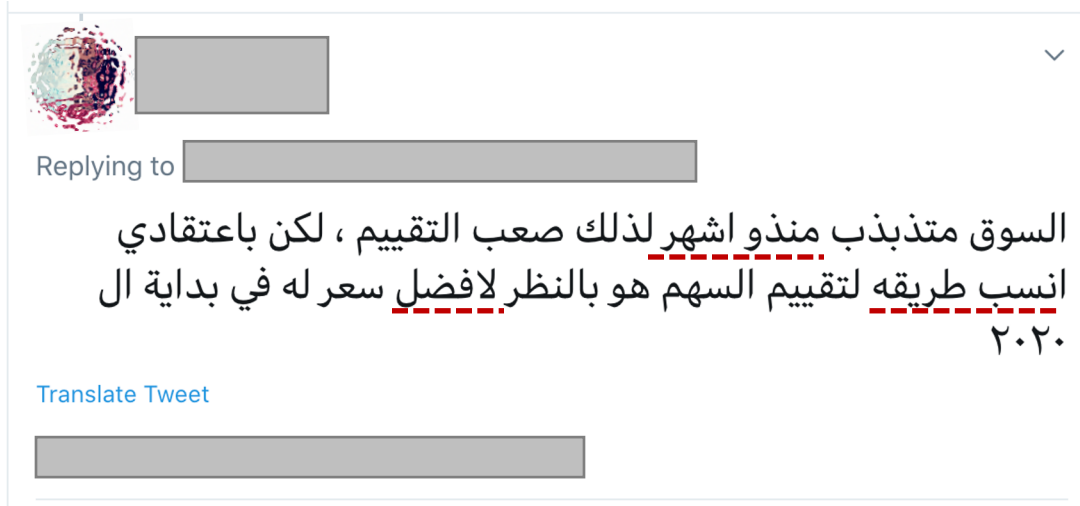 Replying to
السوق متذبذب منذو اشهر لذلك صعب التقييم ، لكن باعتقادي
انسب طريقه لتقييم السهم هو بالنظر لافضل سعر له في بداية ال
٢٠٢٠
Translate Tweet